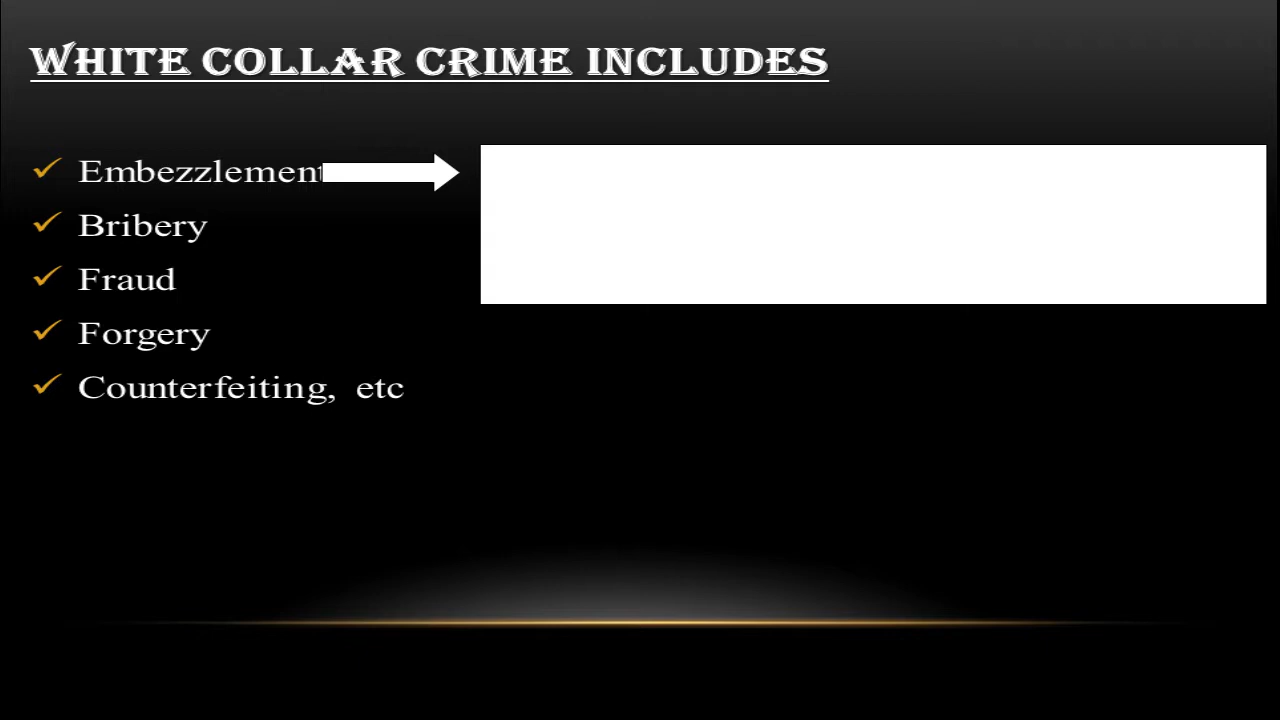 WHITE COLLAR CRIME INCLUDES
Embezzlement
Bribery
Fraud
Forgery
Counterfeiting, etc